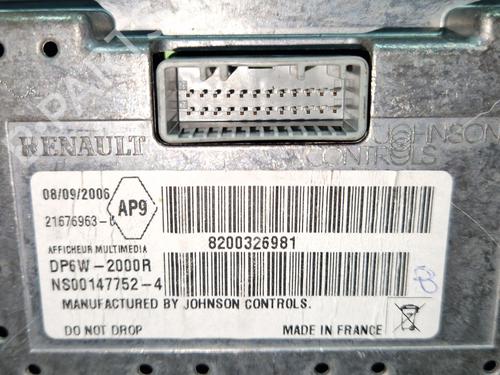 RENAULT
JOHNSON
CONTROLS
08/09/2006
AP9
21676963-
8200326981
AFFICHEUR MULTIMEDIA
DP6W-2000R
NS00147752-4
MANUFACTURED BY JOHNSON CONTROLS.
DO NOT DROP
MADE IN FRANCE